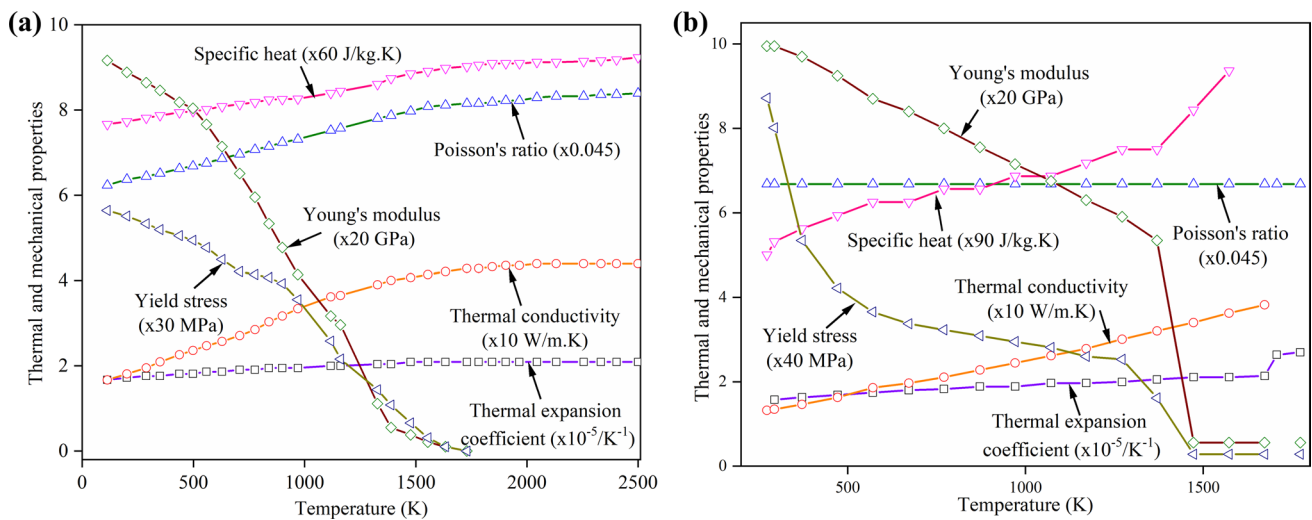 (a)
Thermal and mechanical properties
10
8
6
4
2
0
Specific heat (x60 J/kg.K)
Poisson's ratio (x0.045)
Young's modulus
(x20 GPa)
Yield stress
(x30 MPa)
Thermal conductivity
(x10 W/m.K)
Thermal expansion
coefficient (x10⁻⁵/K⁻¹)
0 500 1000 1500 2000 2500
Temperature (K)
(b)
Thermal and mechanical properties
10
8
6
4
2
0
Young's modulus
(x20 GPa)
Specific heat (x90 J/kg.K)
Poisson's ratio
(x0.045)
Thermal conductivity
(x10 W/m.K)
Yield stress
(x40 MPa)
Thermal expansion
coefficient (x10⁻⁵/K⁻¹)
500 1000 1500
Temperature (K)